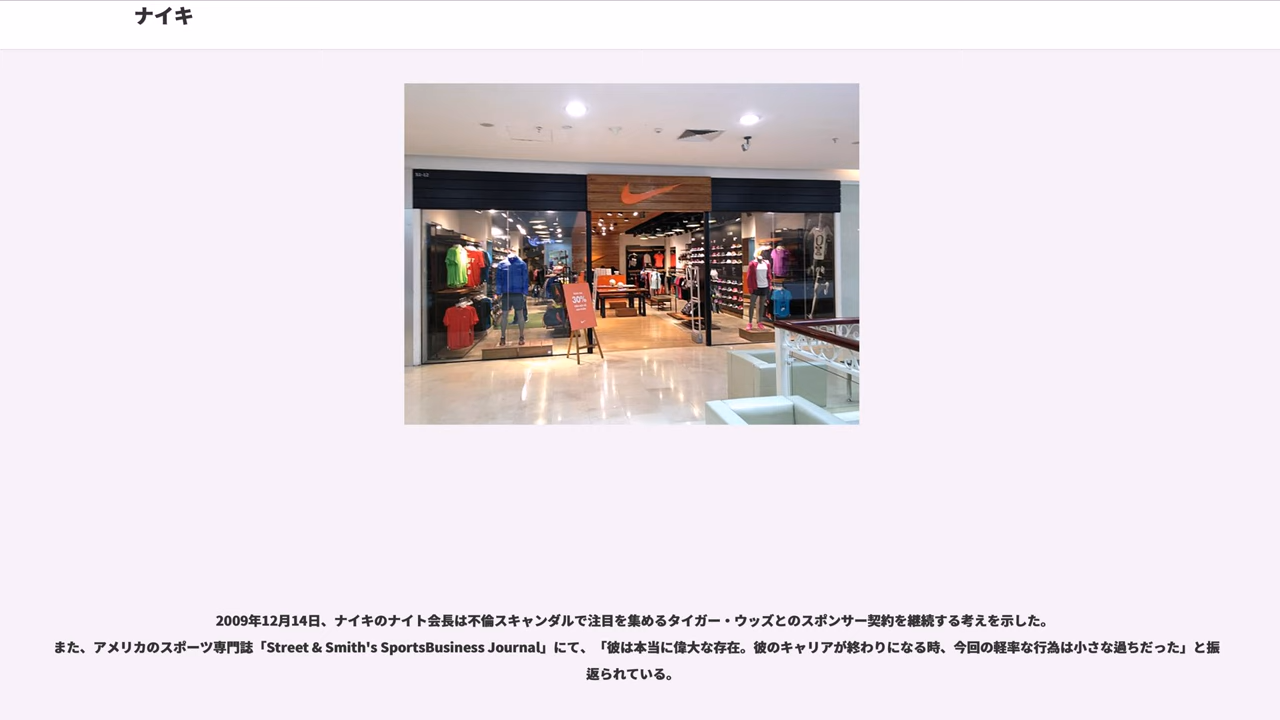 ナイキ
30%
2009年12月14日、ナイキのナイト会長は不倫スキャンダルで注目を集めるタイガー・ウッズとのスポンサー契約を継続する考えを示した。
また、アメリカのスポーツ専門誌「Street & Smith's SportsBusiness Journal」にて、「彼は本当に偉大な存在。彼のキャリアが終わりになる時、今回の軽率な行為は小さな過ちだった」と振
返られている。